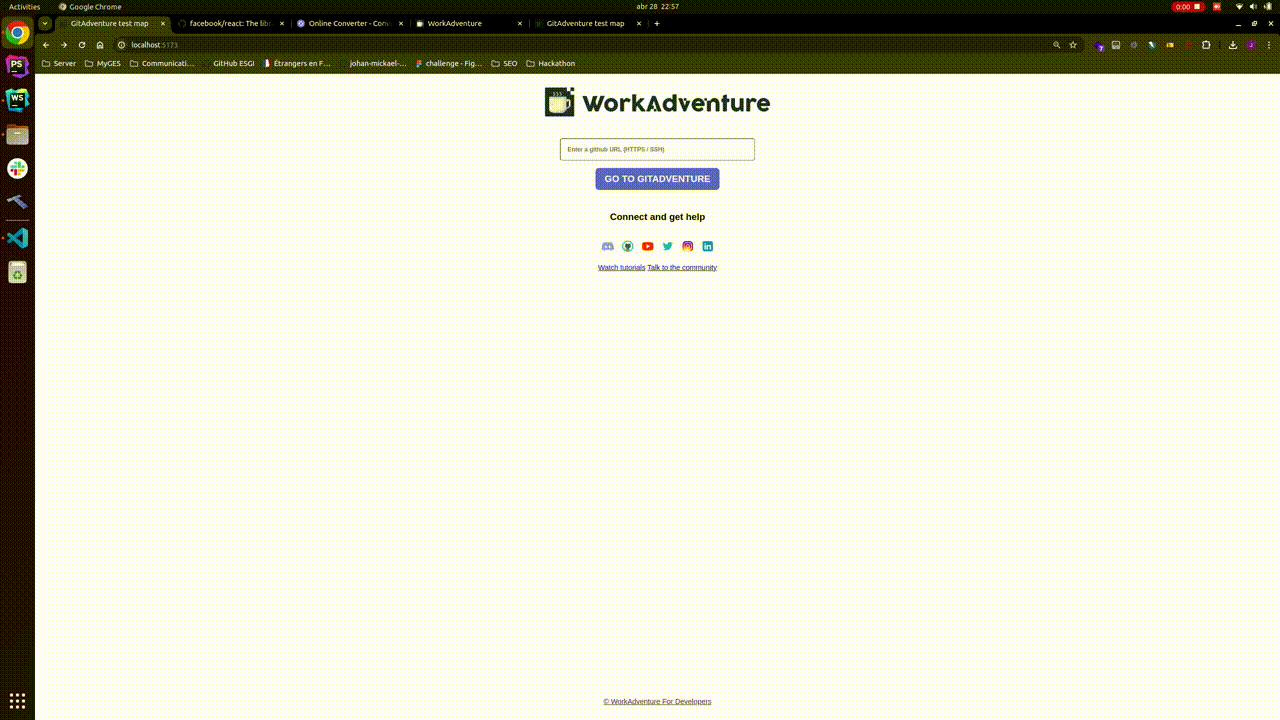 Activities
Google Chrome
abr 28 22:57
0:00
GitAdventure test map
facebook/react: The libr
Online Converter - Conv
WorkAdventure
GitAdventure test map
localhost:5173
J
Server
MyGES
Communicati...
GitHub ESGI
Étrangers en F...
johan-mickael-...
challenge - Fig...
SEO
Hackathon
PS
WS
WorkAdventure
Enter a github URL (HTTPS / SSH)
GO TO GITADVENTURE
Connect and get help
in
Watch tutorials Talk to the community
© WorkAdventure For Developers